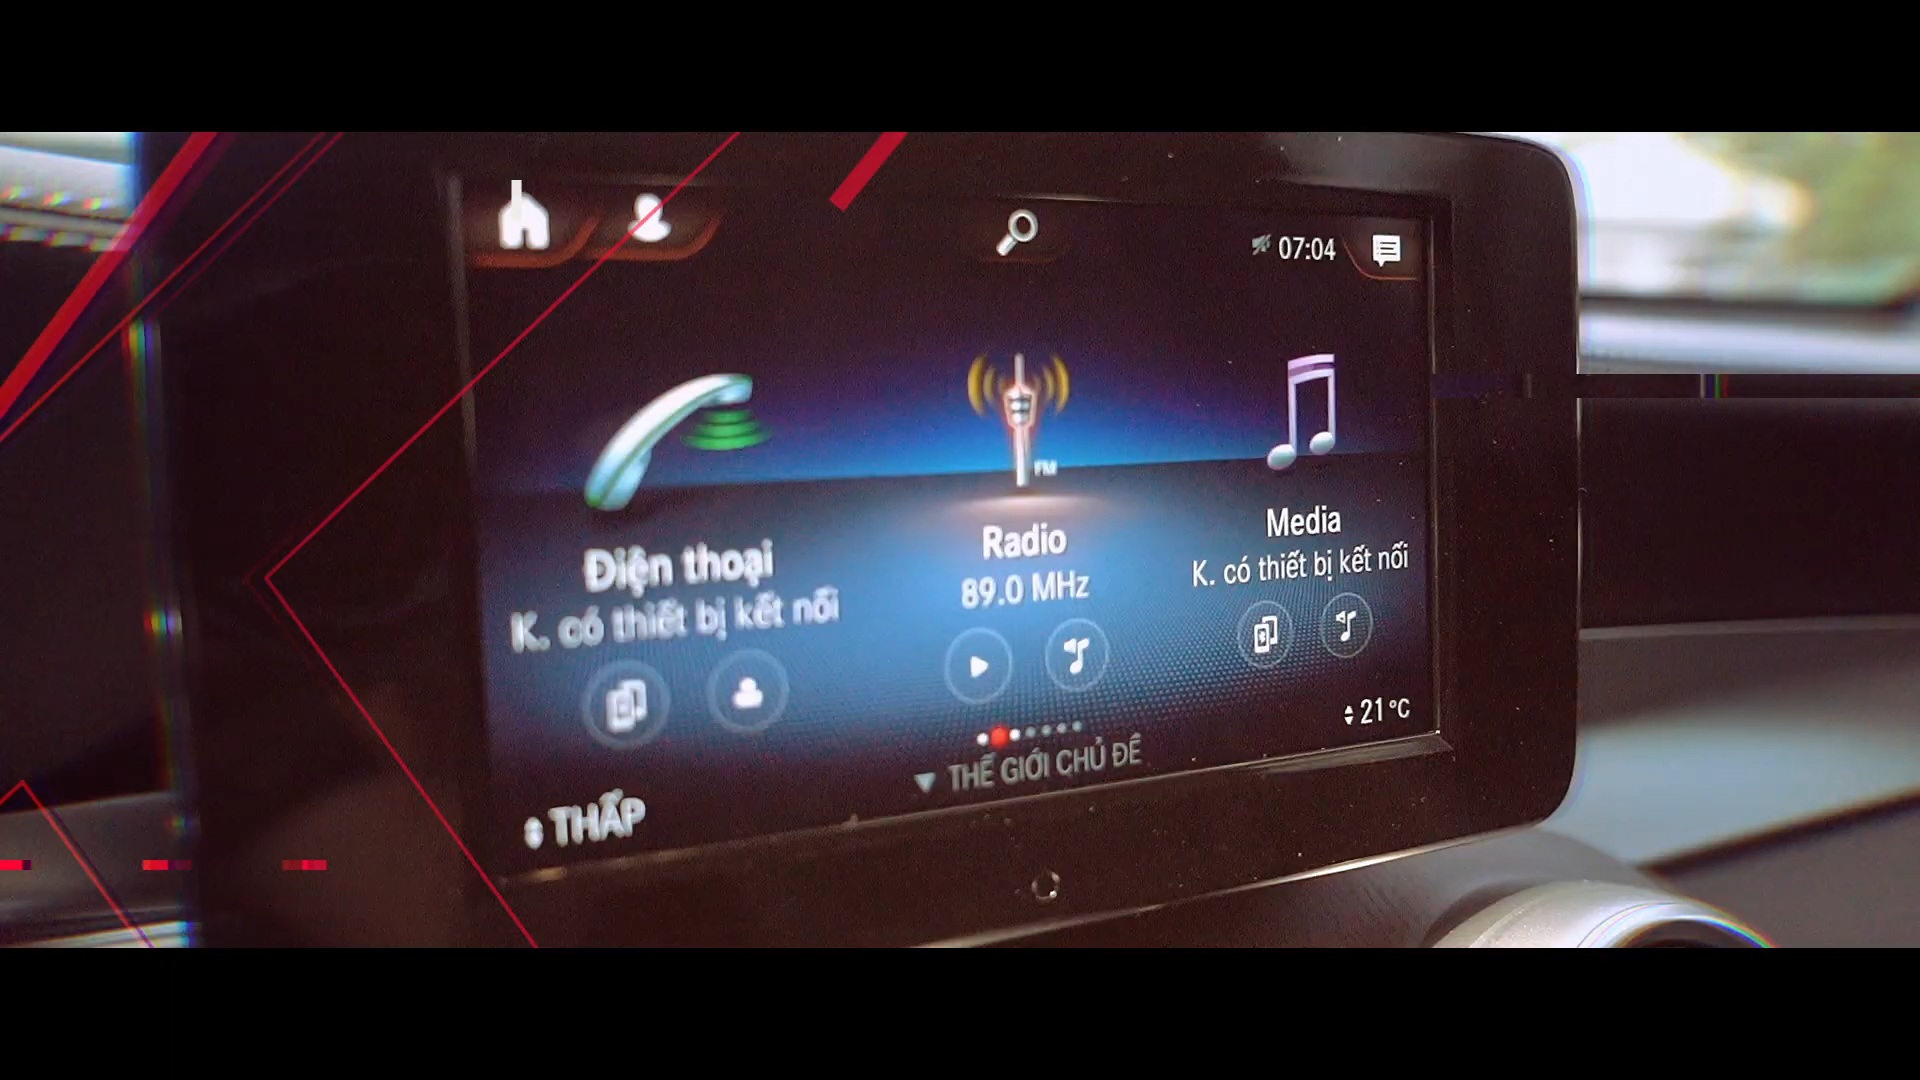 07:04
FM
Điện thoại
K. có thiết bị kết nối
Radio
89.0 MHz
Media
K. có thiết bị kết nối
21 °C
THẾ GIỚI CHỦ ĐỀ
THẤP